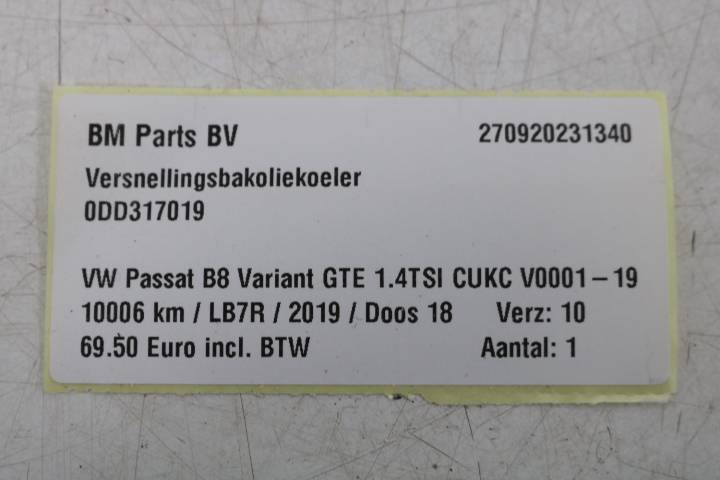 BM Parts BV 270920231340
Versnellingsbakoliekoeler
0DD317019
VW Passat B8 Variant GTE 1.4TSI CUKC V0001-19
10006 km / LB7R / 2019 / Doos 18 Verz: 10
69.50 Euro incl. BTW Aantal: 1